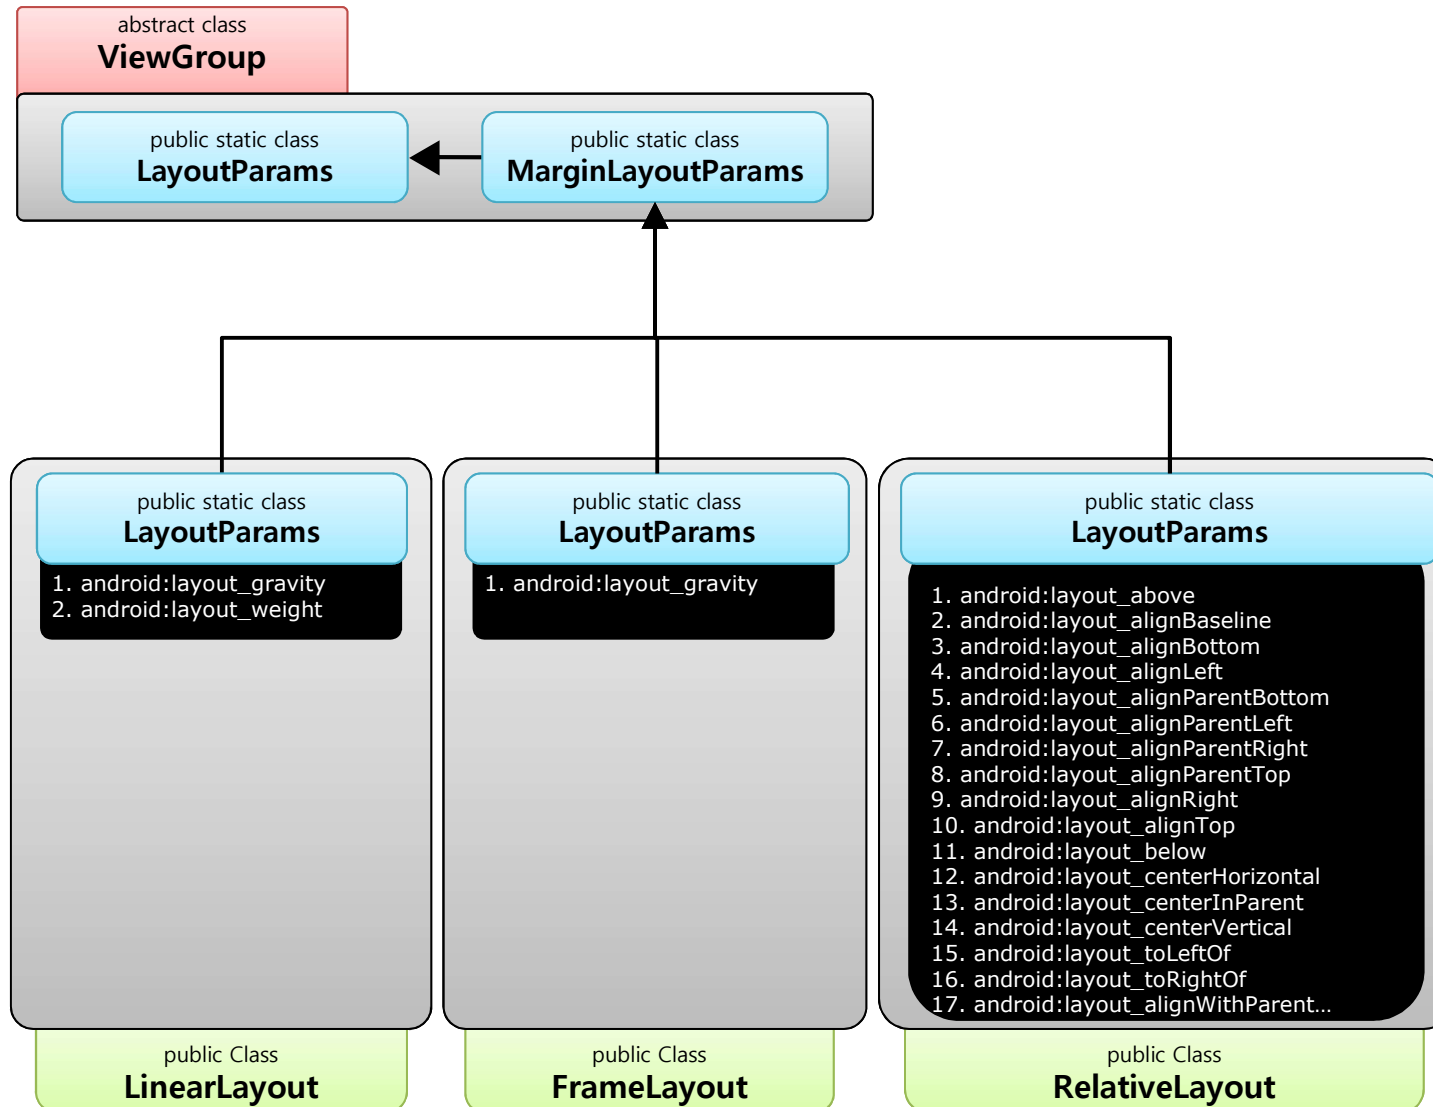 abstract class
ViewGroup
public static class
LayoutParams
public static class
MarginLayoutParams
public static class
LayoutParams
1. android:layout_gravity
2. android:layout_weight
public Class
LinearLayout
public static class
LayoutParams
1. android:layout_gravity
public Class
FrameLayout
public static class
LayoutParams
1. android:layout_above
2. android:layout_alignBaseline
3. android:layout_alignBottom
4. android:layout_alignLeft
5. android:layout_alignParentBottom
6. android:layout_alignParentLeft
7. android:layout_alignParentRight
8. android:layout_alignParentTop
9. android:layout_alignRight
10. android:layout_alignTop
11. android:layout_below
12. android:layout_centerHorizontal
13. android:layout_centerInParent
14. android:layout_centerVertical
15. android:layout_toLeftOf
16. android:layout_toRightOf
17. android:layout_alignWithParent…
public Class
RelativeLayout